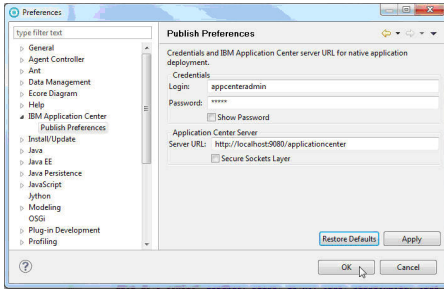 Preferences
type filter text
General
Agent Controller
Ant
Data Management
Ecore Diagram
Help
IBM Application Center
Publish Preferences
Install/Update
Java
Java EE
Java Persistence
JavaScript
Jython
Modeling
OSGi
Plug-in Development
Profiling
Publish Preferences
Credentials and IBM Application Center server URL for native application
deployment.
Credentials
Login: appcenteradmin
Password: *****
Show Password
Application Center Server
Server URL: http://localhost:9080/applicationcenter
Secure Sockets Layer
Restore Defaults Apply
? OK Cancel